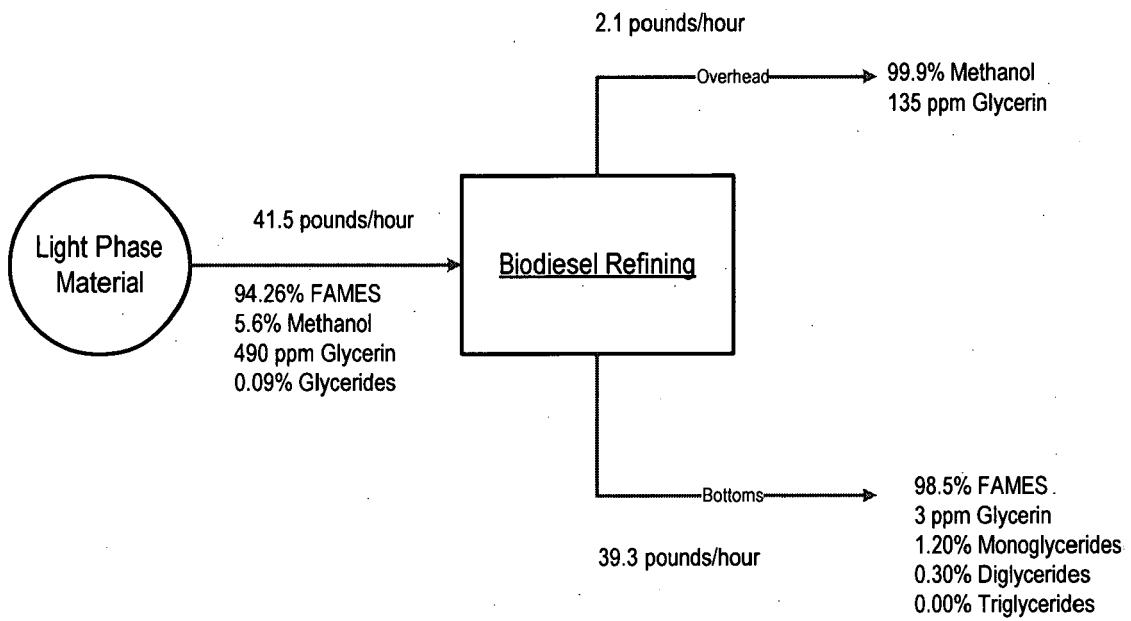 2.1 pounds/hour
Overhead
99.9% Methanol
135 ppm Glycerin
41.5 pounds/hour
Light Phase
Material
Biodiesel Refining
94.26% FAMES
5.6% Methanol
490 ppm Glycerin
0.09% Glycerides
Bottoms
98.5% FAMES
3 ppm Glycerin
1.20% Monoglycerides
0.30% Diglycerides
0.00% Triglycerides
39.3 pounds/hour